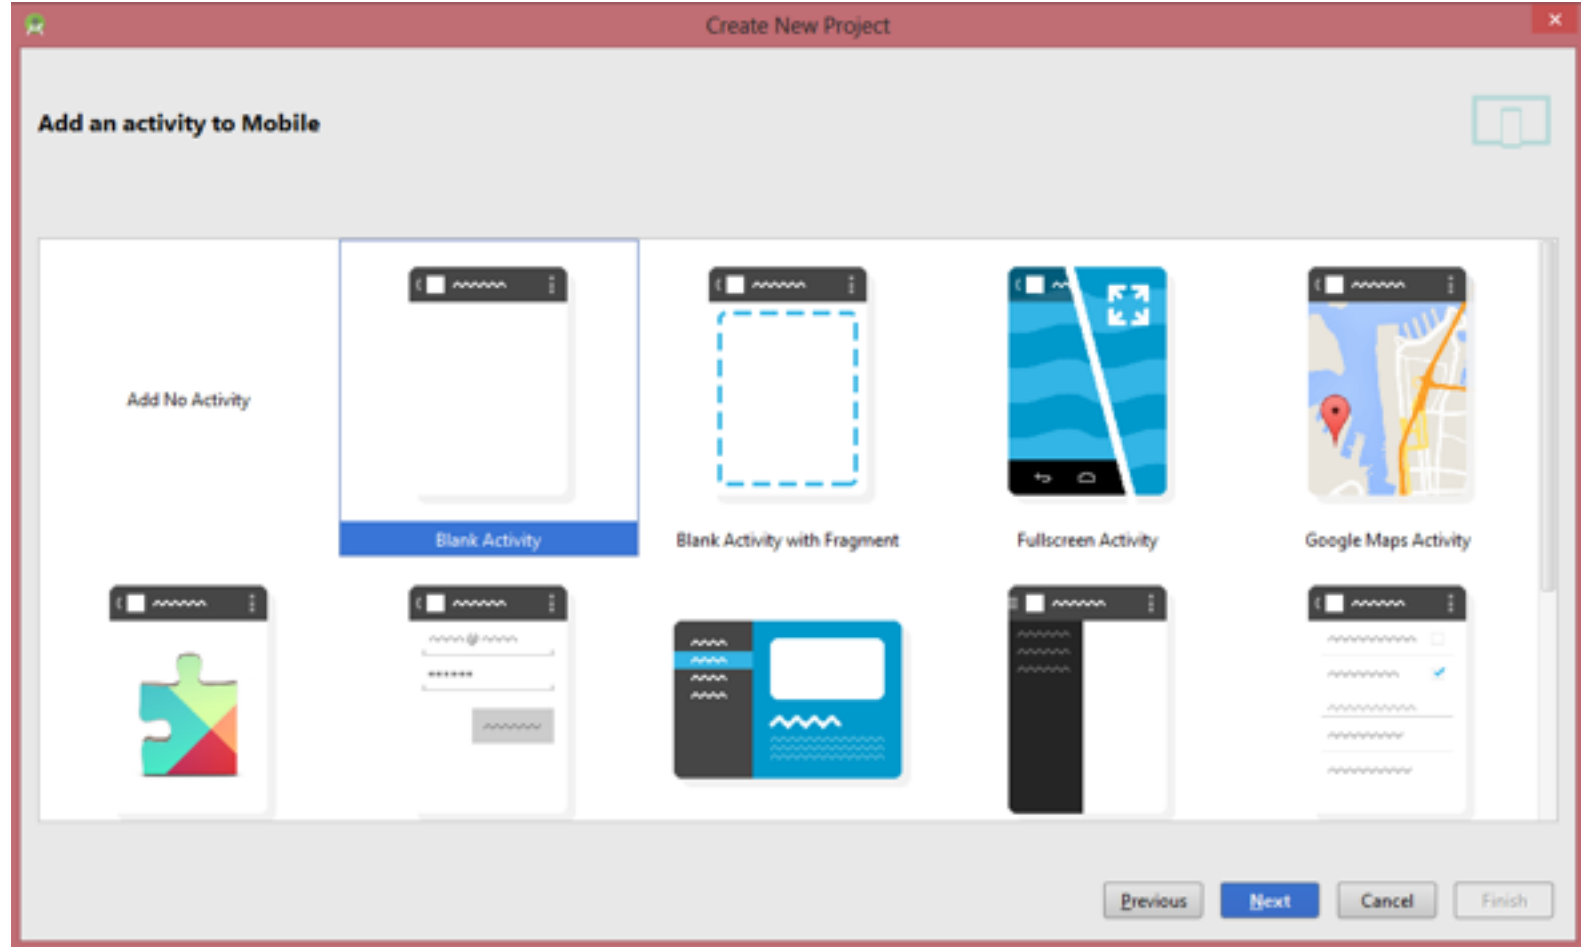 Create New Project
Add an activity to Mobile
Add No Activity
Blank Activity
Blank Activity with Fragment
Fullscreen Activity
Google Maps Activity
Previous
Next
Cancel
Finish